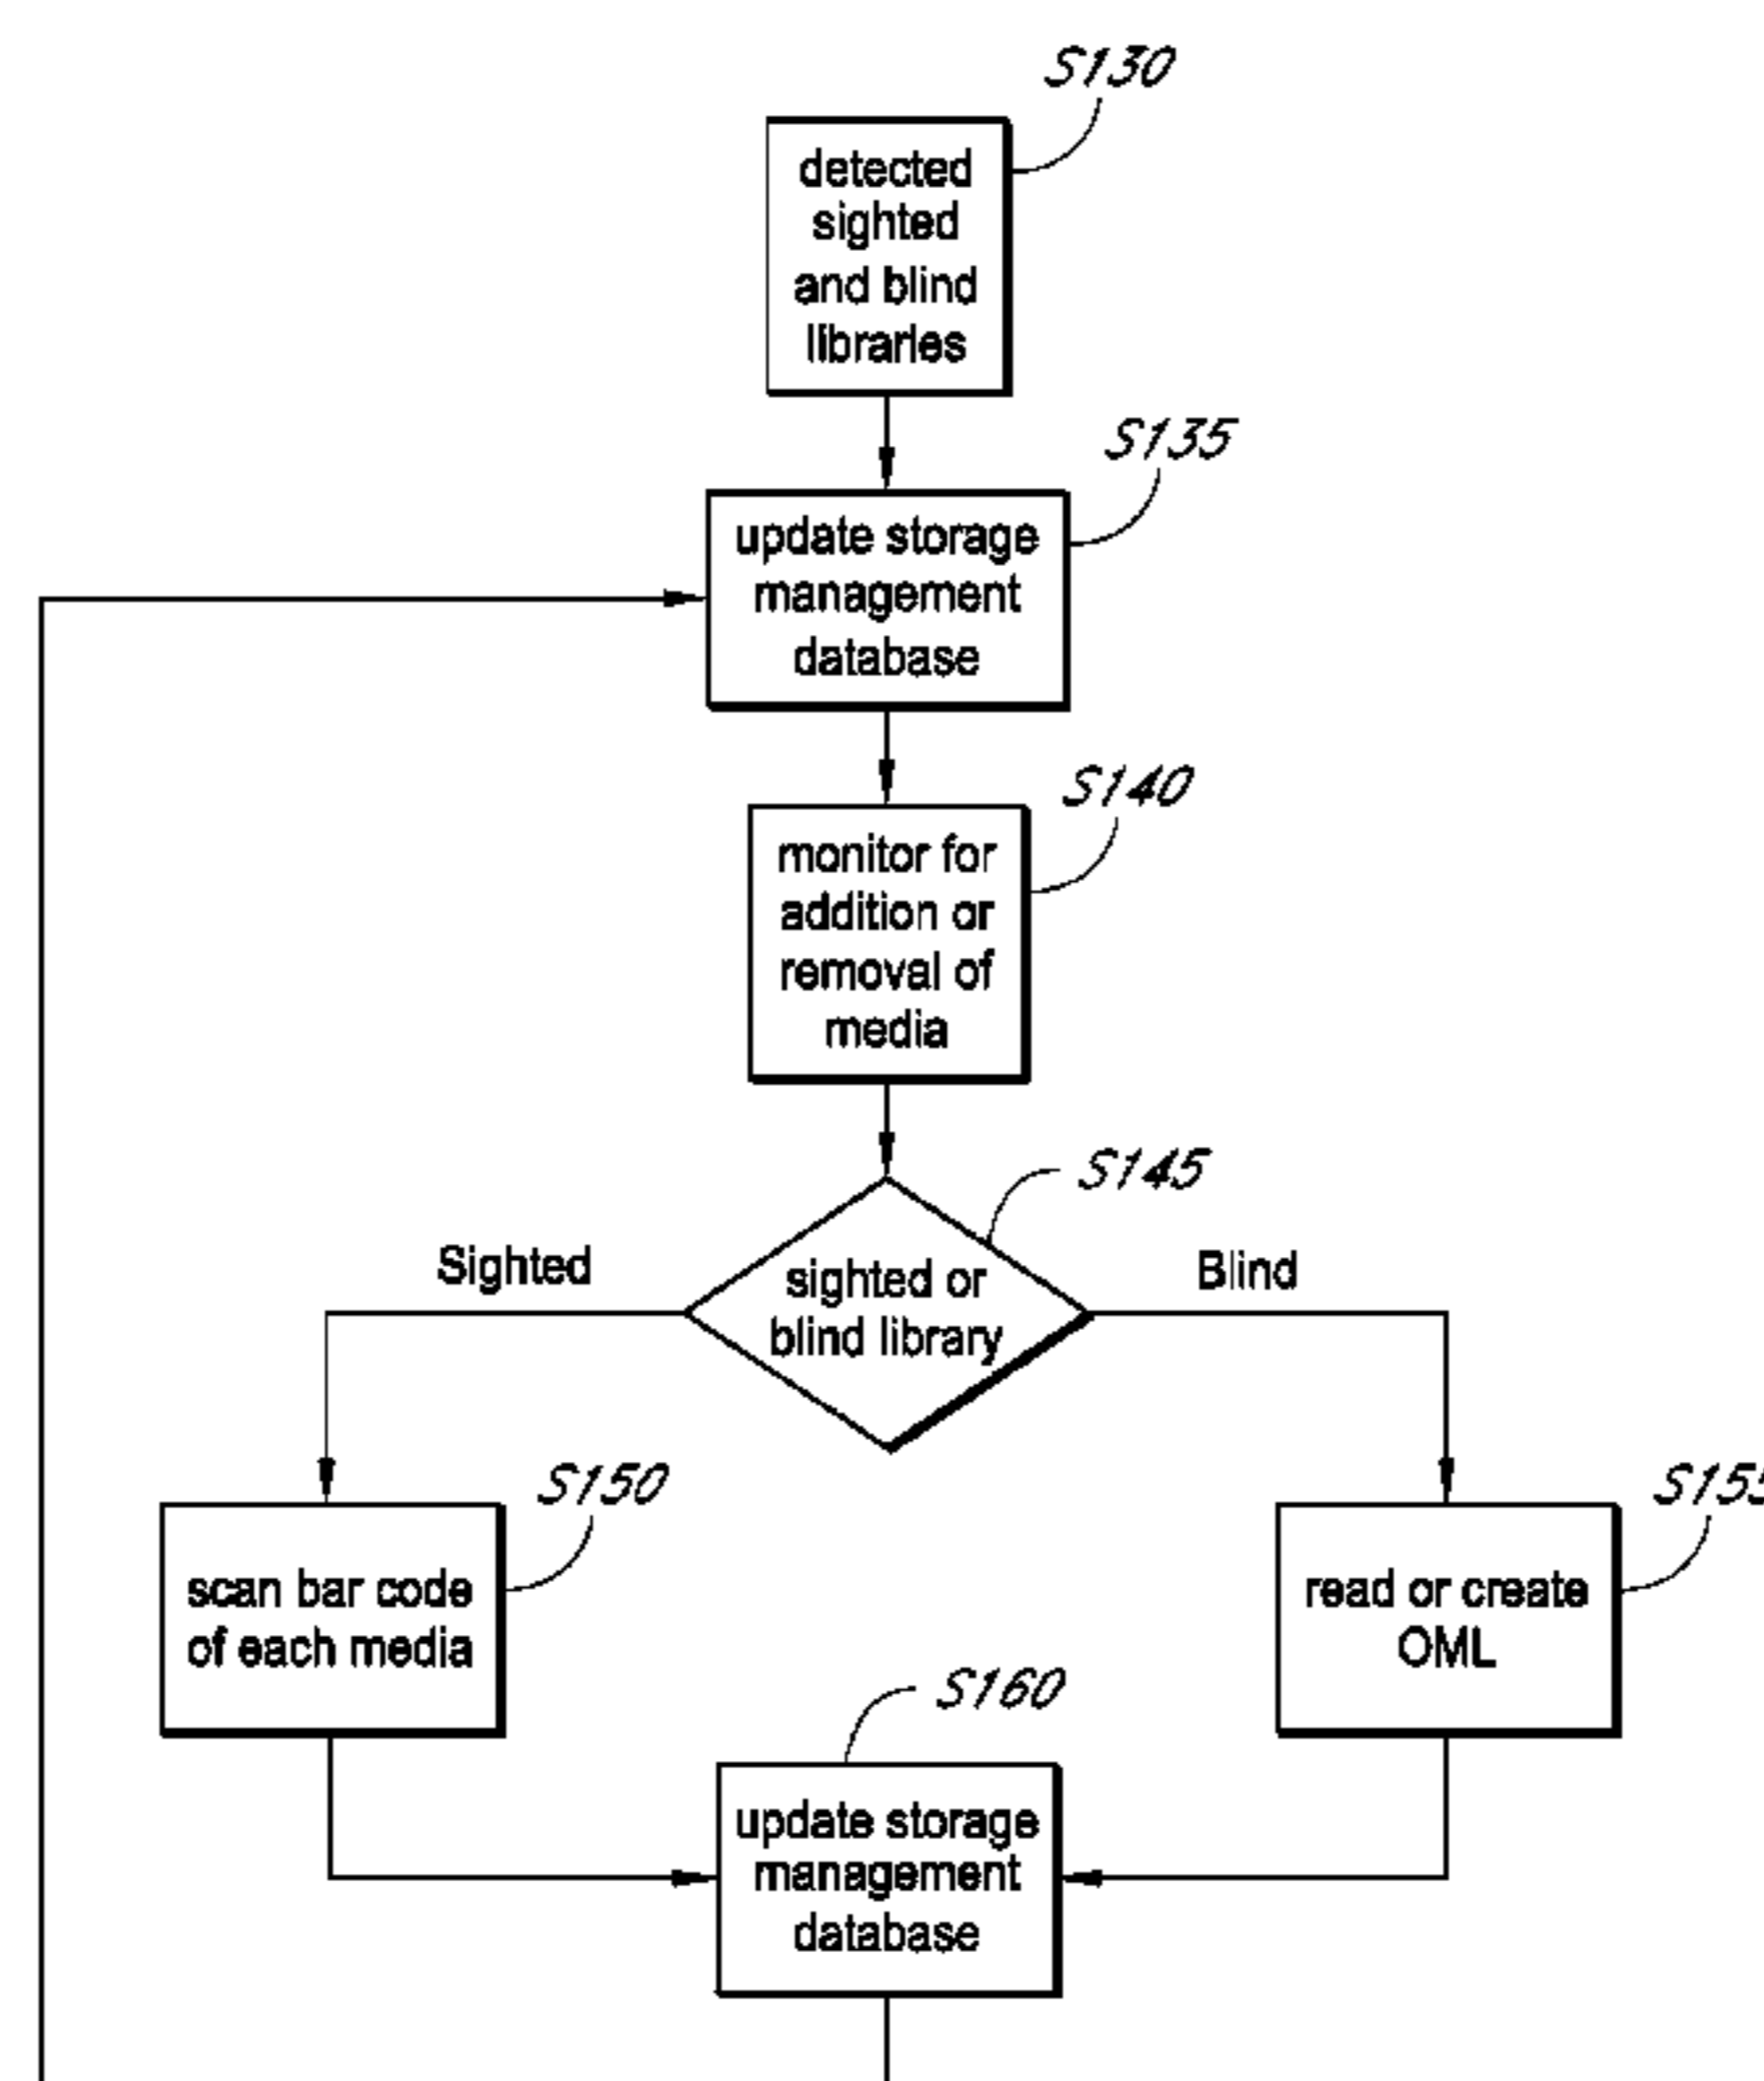 S130
detected
sighted
and blind
libraries
S135
update storage
management
database
S140
monitor for
addition or
removal of
media
S145
Sighted
sighted or
blind library
Blind
S150
scan bar code
of each media
S155
read or create
OML
S160
update storage
management
database